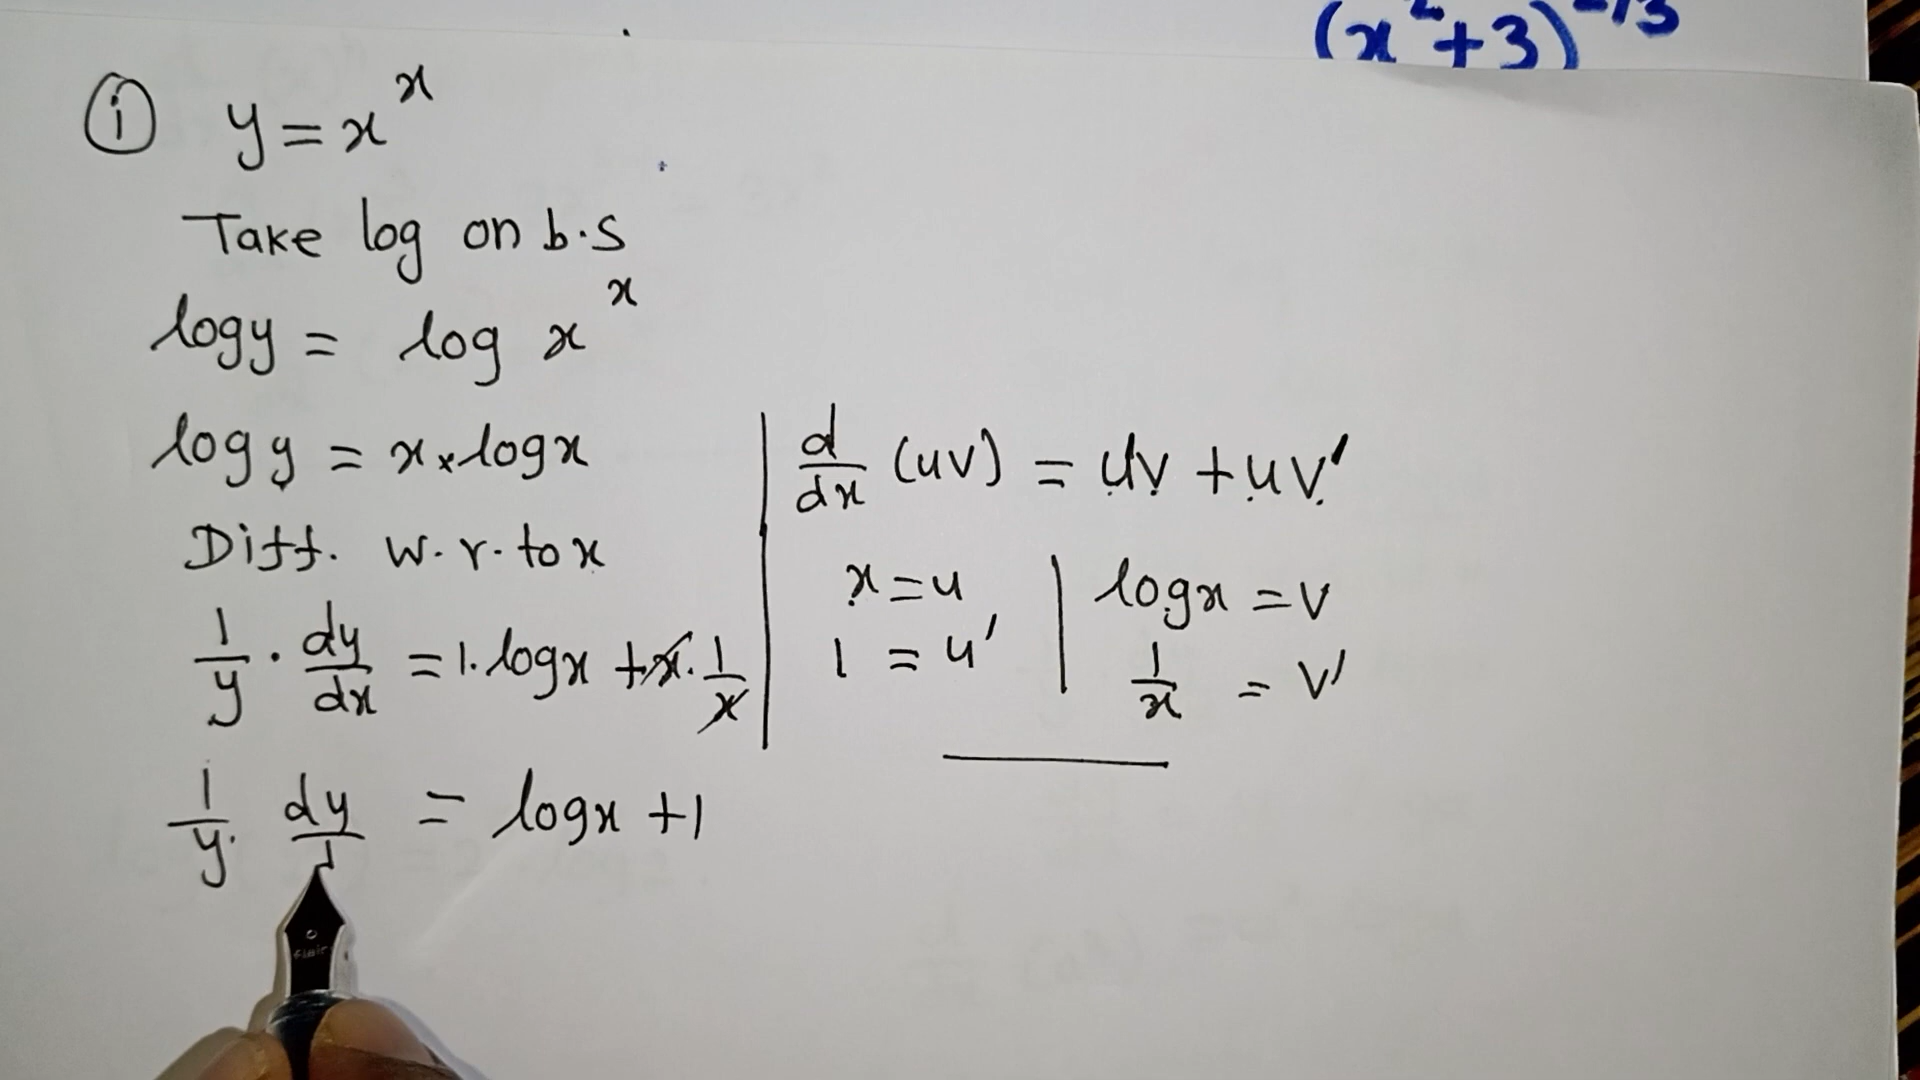 (x²+3)
① y = x^x
Take log on b.s
log y = log x^x
log y = x × log x
Diff. w.r.to x
1/y · dy/dx = 1. log x + x. 1/x
1/y. dy/d = log x + 1
d/dx (uv) = u'v + uv'
x = u | log x = v
1 = u' | 1/x = v'